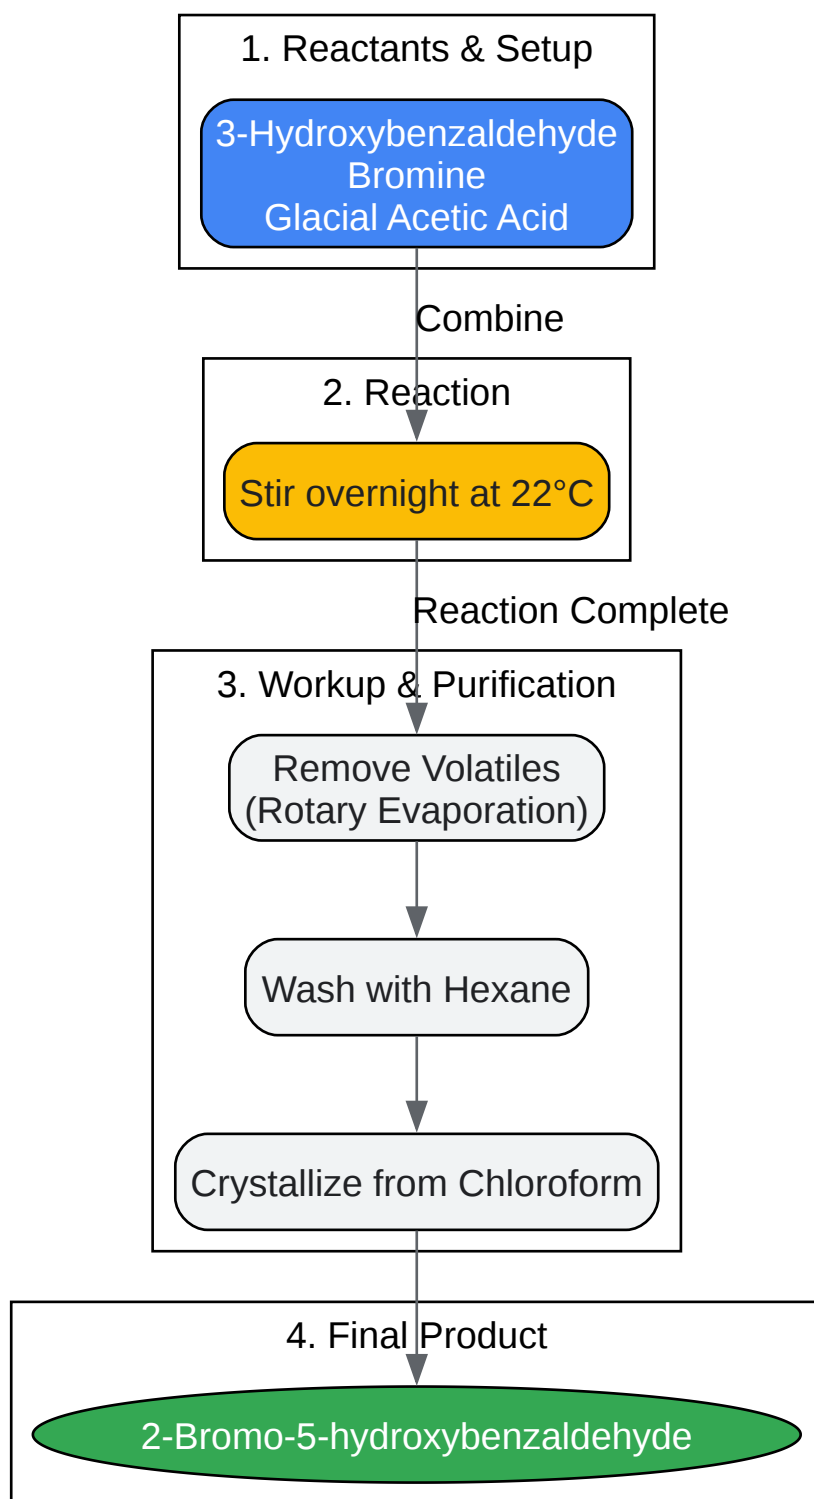 1. Reactants & Setup
3-Hydroxybenzaldehyde
Bromine
Glacial Acetic Acid
Combine
2. Reaction
Stir overnight at 22°C
Reaction Complete
3. Workup & Purification
Remove Volatiles
(Rotary Evaporation)
Wash with Hexane
Crystallize from Chloroform
4. Final Product
2-Bromo-5-hydroxybenzaldehyde